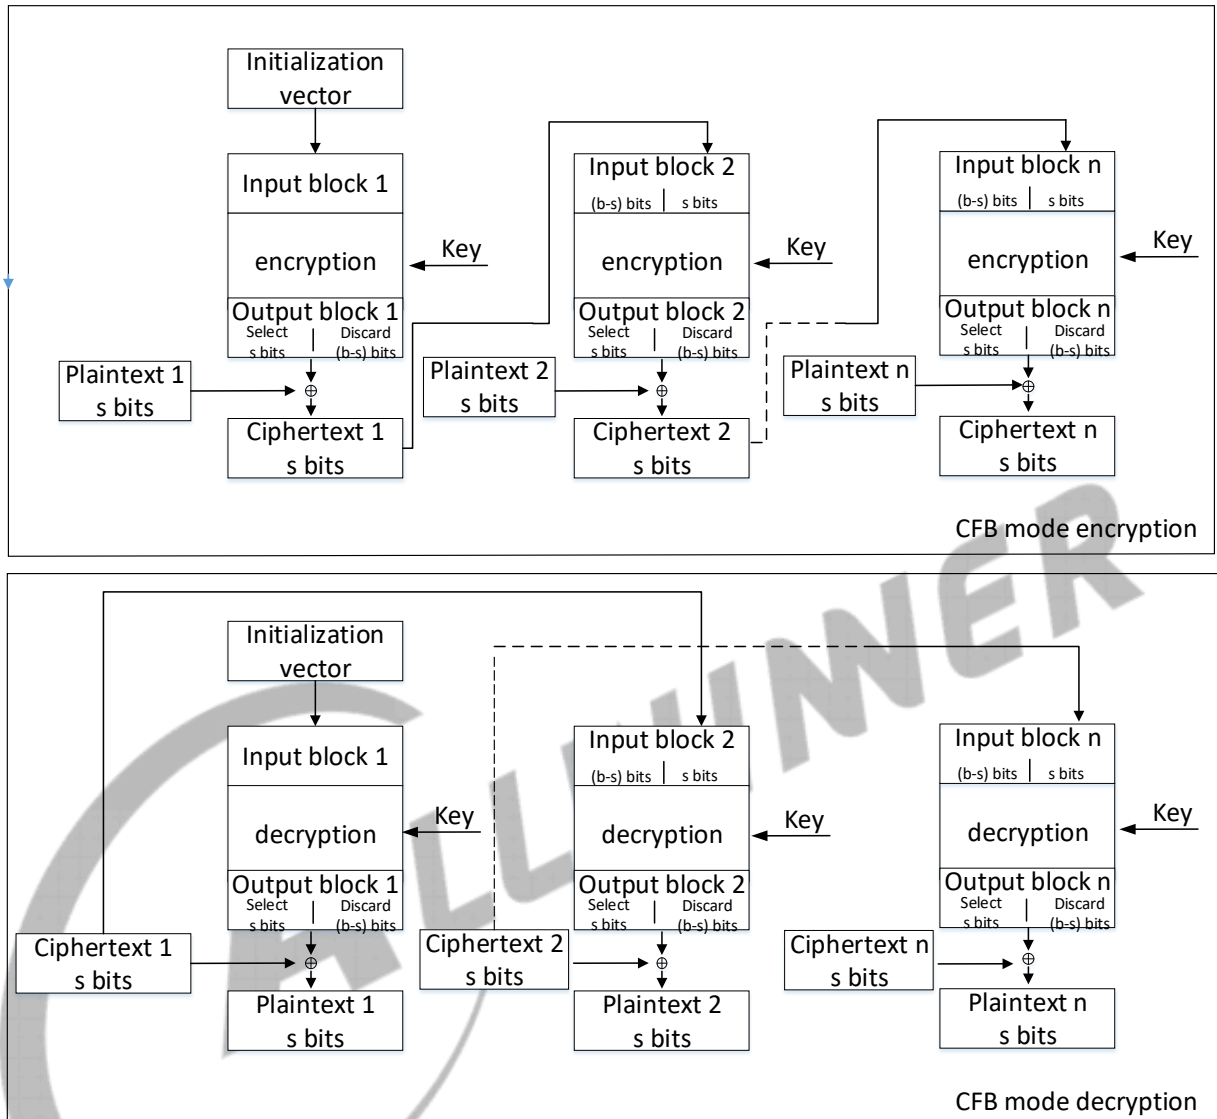 Initialization
vector
Input block 1
Input block 2
(b-s) bits
s bits
Input block n
(b-s) bits
s bits
encryption
Key
encryption
Key
encryption
Key
Output block 1
Select
s bits
Discard
(b-s) bits
Output block 2
Select
s bits
Discard
(b-s) bits
Output block n
Select
s bits
Discard
(b-s) bits
Plaintext 1
s bits
Plaintext 2
s bits
Plaintext n
s bits
Ciphertext 1
s bits
Ciphertext 2
s bits
Ciphertext n
s bits
CFB mode encryption
Initialization
vector
Input block 1
Input block 2
(b-s) bits
s bits
Input block n
(b-s) bits
s bits
decryption
Key
decryption
Key
decryption
Key
Output block 1
Select
s bits
Discard
(b-s) bits
Output block 2
Select
s bits
Discard
(b-s) bits
Output block n
Select
s bits
Discard
(b-s) bits
Ciphertext 1
s bits
Ciphertext 2
s bits
Ciphertext n
s bits
Plaintext 1
s bits
Plaintext 2
s bits
Plaintext n
s bits
CFB mode decryption
ALLWINNER